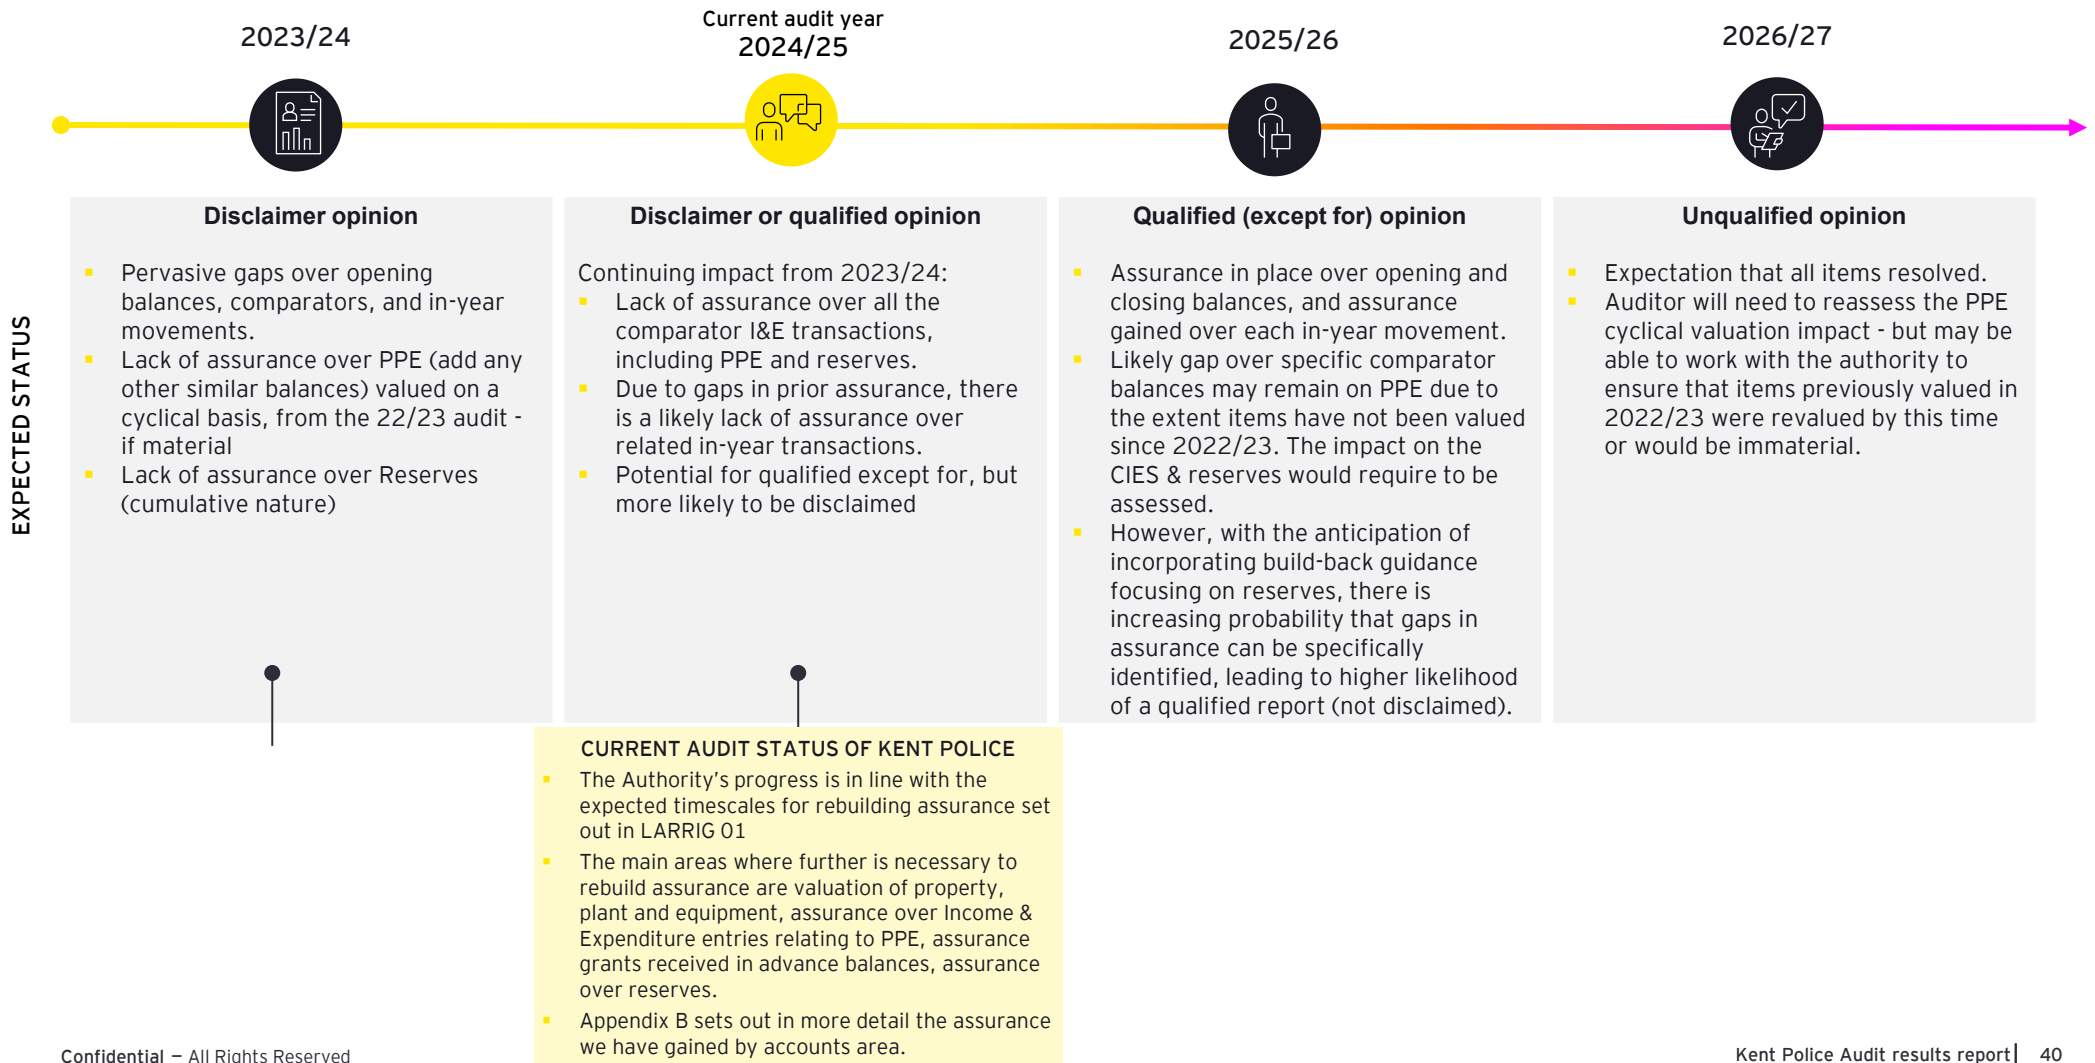 2023/24
Current audit year
2024/25
2025/26
2026/27
EXPECTED STATUS
Disclaimer opinion
▪ Pervasive gaps over opening
balances, comparators, and in-year
movements.
▪ Lack of assurance over PPE (add any
other similar balances) valued on a
cyclical basis, from the 22/23 audit -
if material
▪ Lack of assurance over Reserves
(cumulative nature)
Disclaimer or qualified opinion
Continuing impact from 2023/24:
▪ Lack of assurance over all the
comparator I&E transactions,
including PPE and reserves.
▪ Due to gaps in prior assurance, there
is a likely lack of assurance over
related in-year transactions.
▪ Potential for qualified except for, but
more likely to be disclaimed
Qualified (except for) opinion
▪ Assurance in place over opening and
closing balances, and assurance
gained over each in-year movement.
▪ Likely gap over specific comparator
balances may remain on PPE due to
the extent items have not been valued
since 2022/23. The impact on the
CIES & reserves would require to be
assessed.
▪ However, with the anticipation of
incorporating build-back guidance
focusing on reserves, there is
increasing probability that gaps in
assurance can be specifically
identified, leading to higher likelihood
of a qualified report (not disclaimed).
Unqualified opinion
▪ Expectation that all items resolved.
▪ Auditor will need to reassess the PPE
cyclical valuation impact - but may be
able to work with the authority to
ensure that items previously valued in
2022/23 were revalued by this time
or would be immaterial.
CURRENT AUDIT STATUS OF KENT POLICE
▪ The Authority's progress is in line with the
expected timescales for rebuilding assurance set
out in LARRIG 01
▪ The main areas where further is necessary to
rebuild assurance are valuation of property,
plant and equipment, assurance over Income &
Expenditure entries relating to PPE, assurance
grants received in advance balances, assurance
over reserves.
▪ Appendix B sets out in more detail the assurance
we have gained by accounts area.
Confidential — All Rights Reserved
Kent Police Audit results report| 40